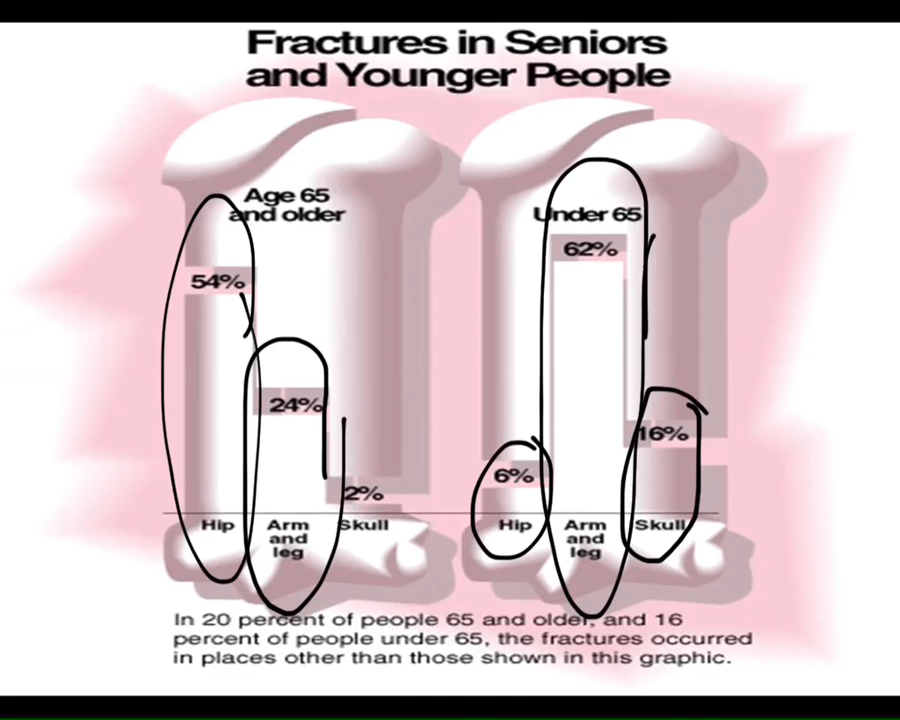 Fractures in Seniors
and Younger People
Age 65
and older
54%
24%
2%
Hip
Arm
and
leg
Skull
Under 65
62%
6%
16%
Hip
Arm
and
leg
Skull
In 20 percent of people 65 and older, and 16
percent of people under 65, the fractures occurred
in places other than those shown in this graphic.